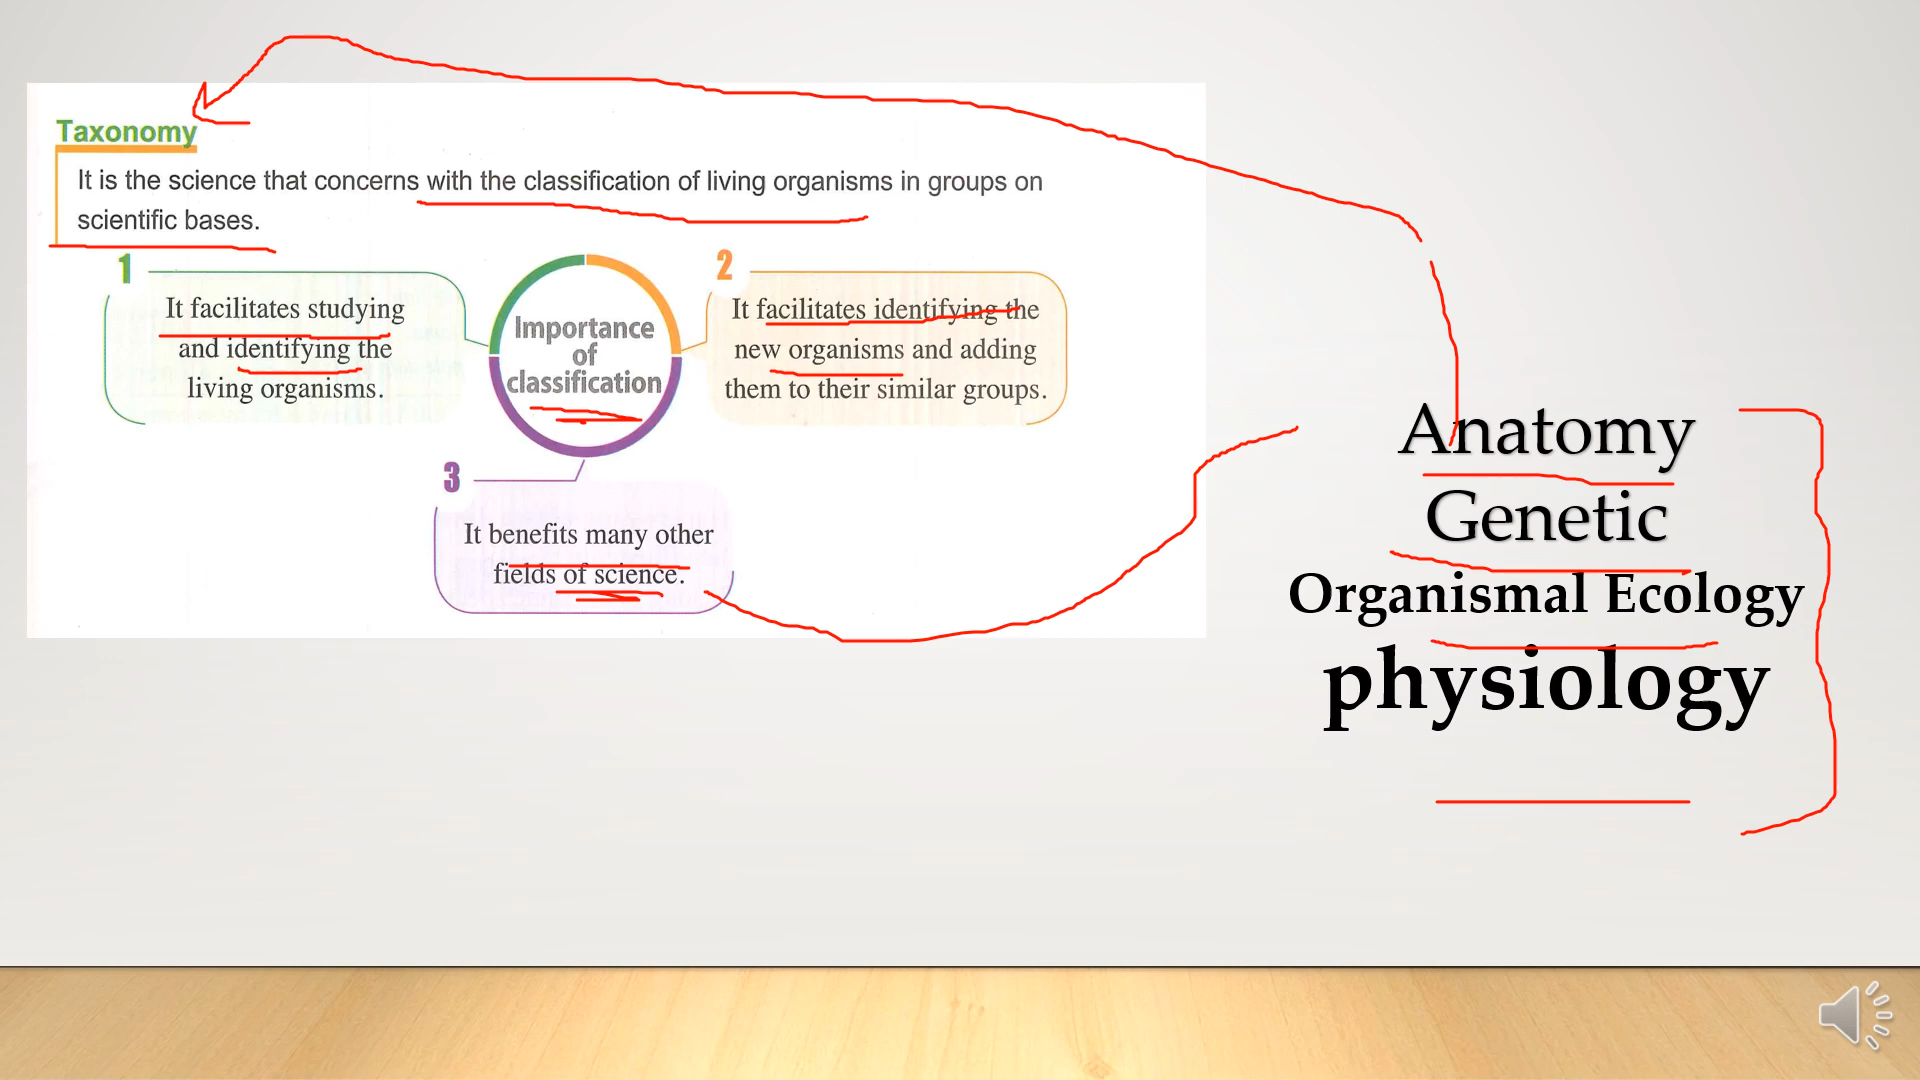 Taxonomy
It is the science that concerns with the classification of living organisms in groups on
scientific bases.
1
It facilitates studying
and identifying the
living organisms.
Importance
of
classification
2
It facilitates identifying the
new organisms and adding
them to their similar groups.
3
It benefits many other
fields of science.
Anatomy
Genetic
Organismal Ecology
physiology